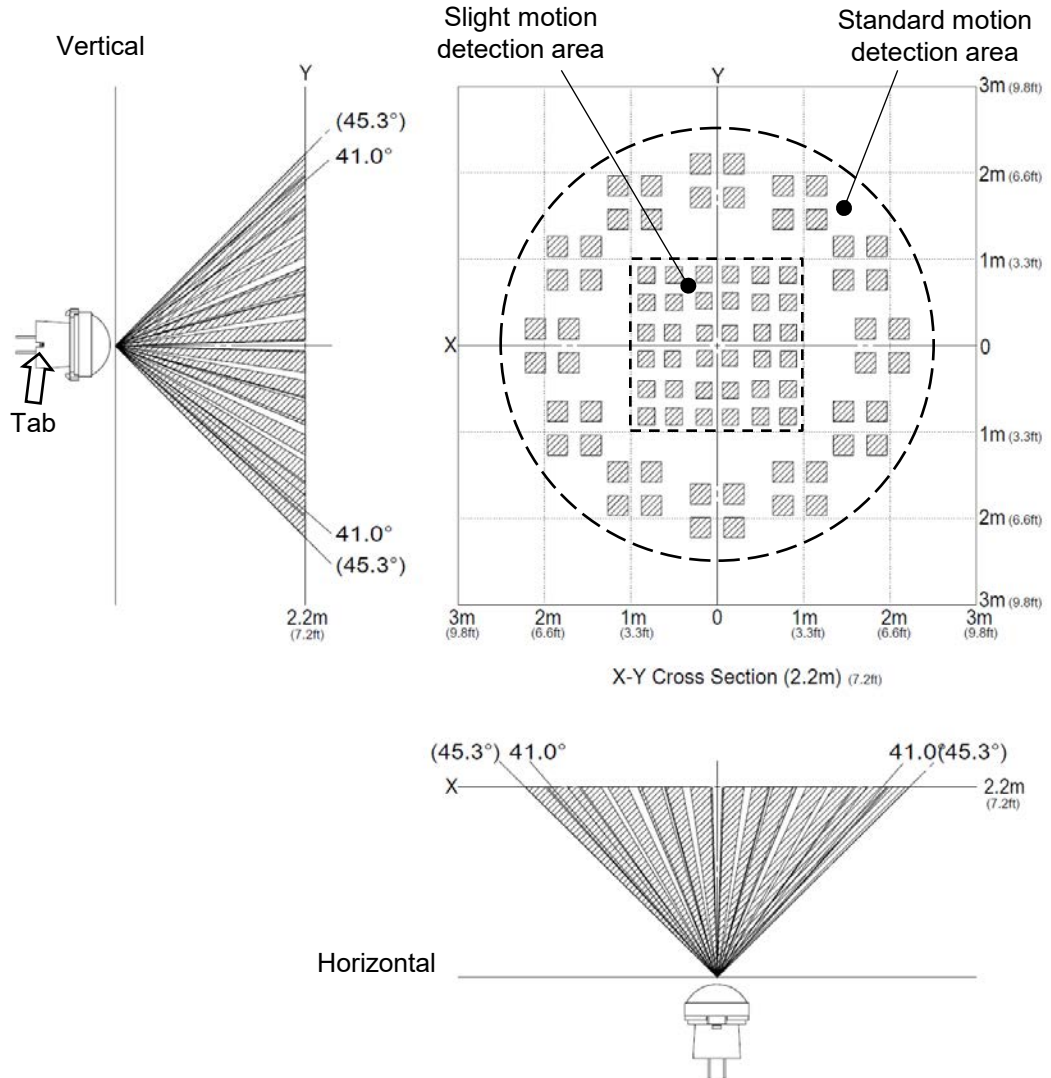 Slight motion
detection area
Standard motion
detection area
Vertical
Y
(45.3°)
41.0°
Tab
41.0°
(45.3°)
2.2m
(7.2ft)
Y
3m (9.8ft)
2m (6.6ft)
1m (3.3ft)
X
0
1m (3.3ft)
2m (6.6ft)
3m (9.8ft)
3m 2m 1m 0 1m 2m 3m
(9.8ft) (6.6ft) (3.3ft) (3.3ft) (6.6ft) (9.8ft)
X-Y Cross Section (2.2m) (7.2ft)
(45.3°) 41.0°
41.0°(45.3°)
X
2.2m
(7.2ft)
Horizontal